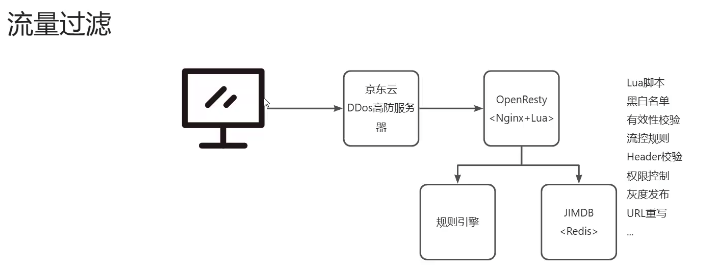 流量过滤
京东云
DDos高防服务
器
OpenResty
<Nginx+Lua>
规则引擎
JIMDB
<Redis>
Lua脚本
黑白名单
有效性校验
流控规则
Header校验
权限控制
灰度发布
URL重写
...